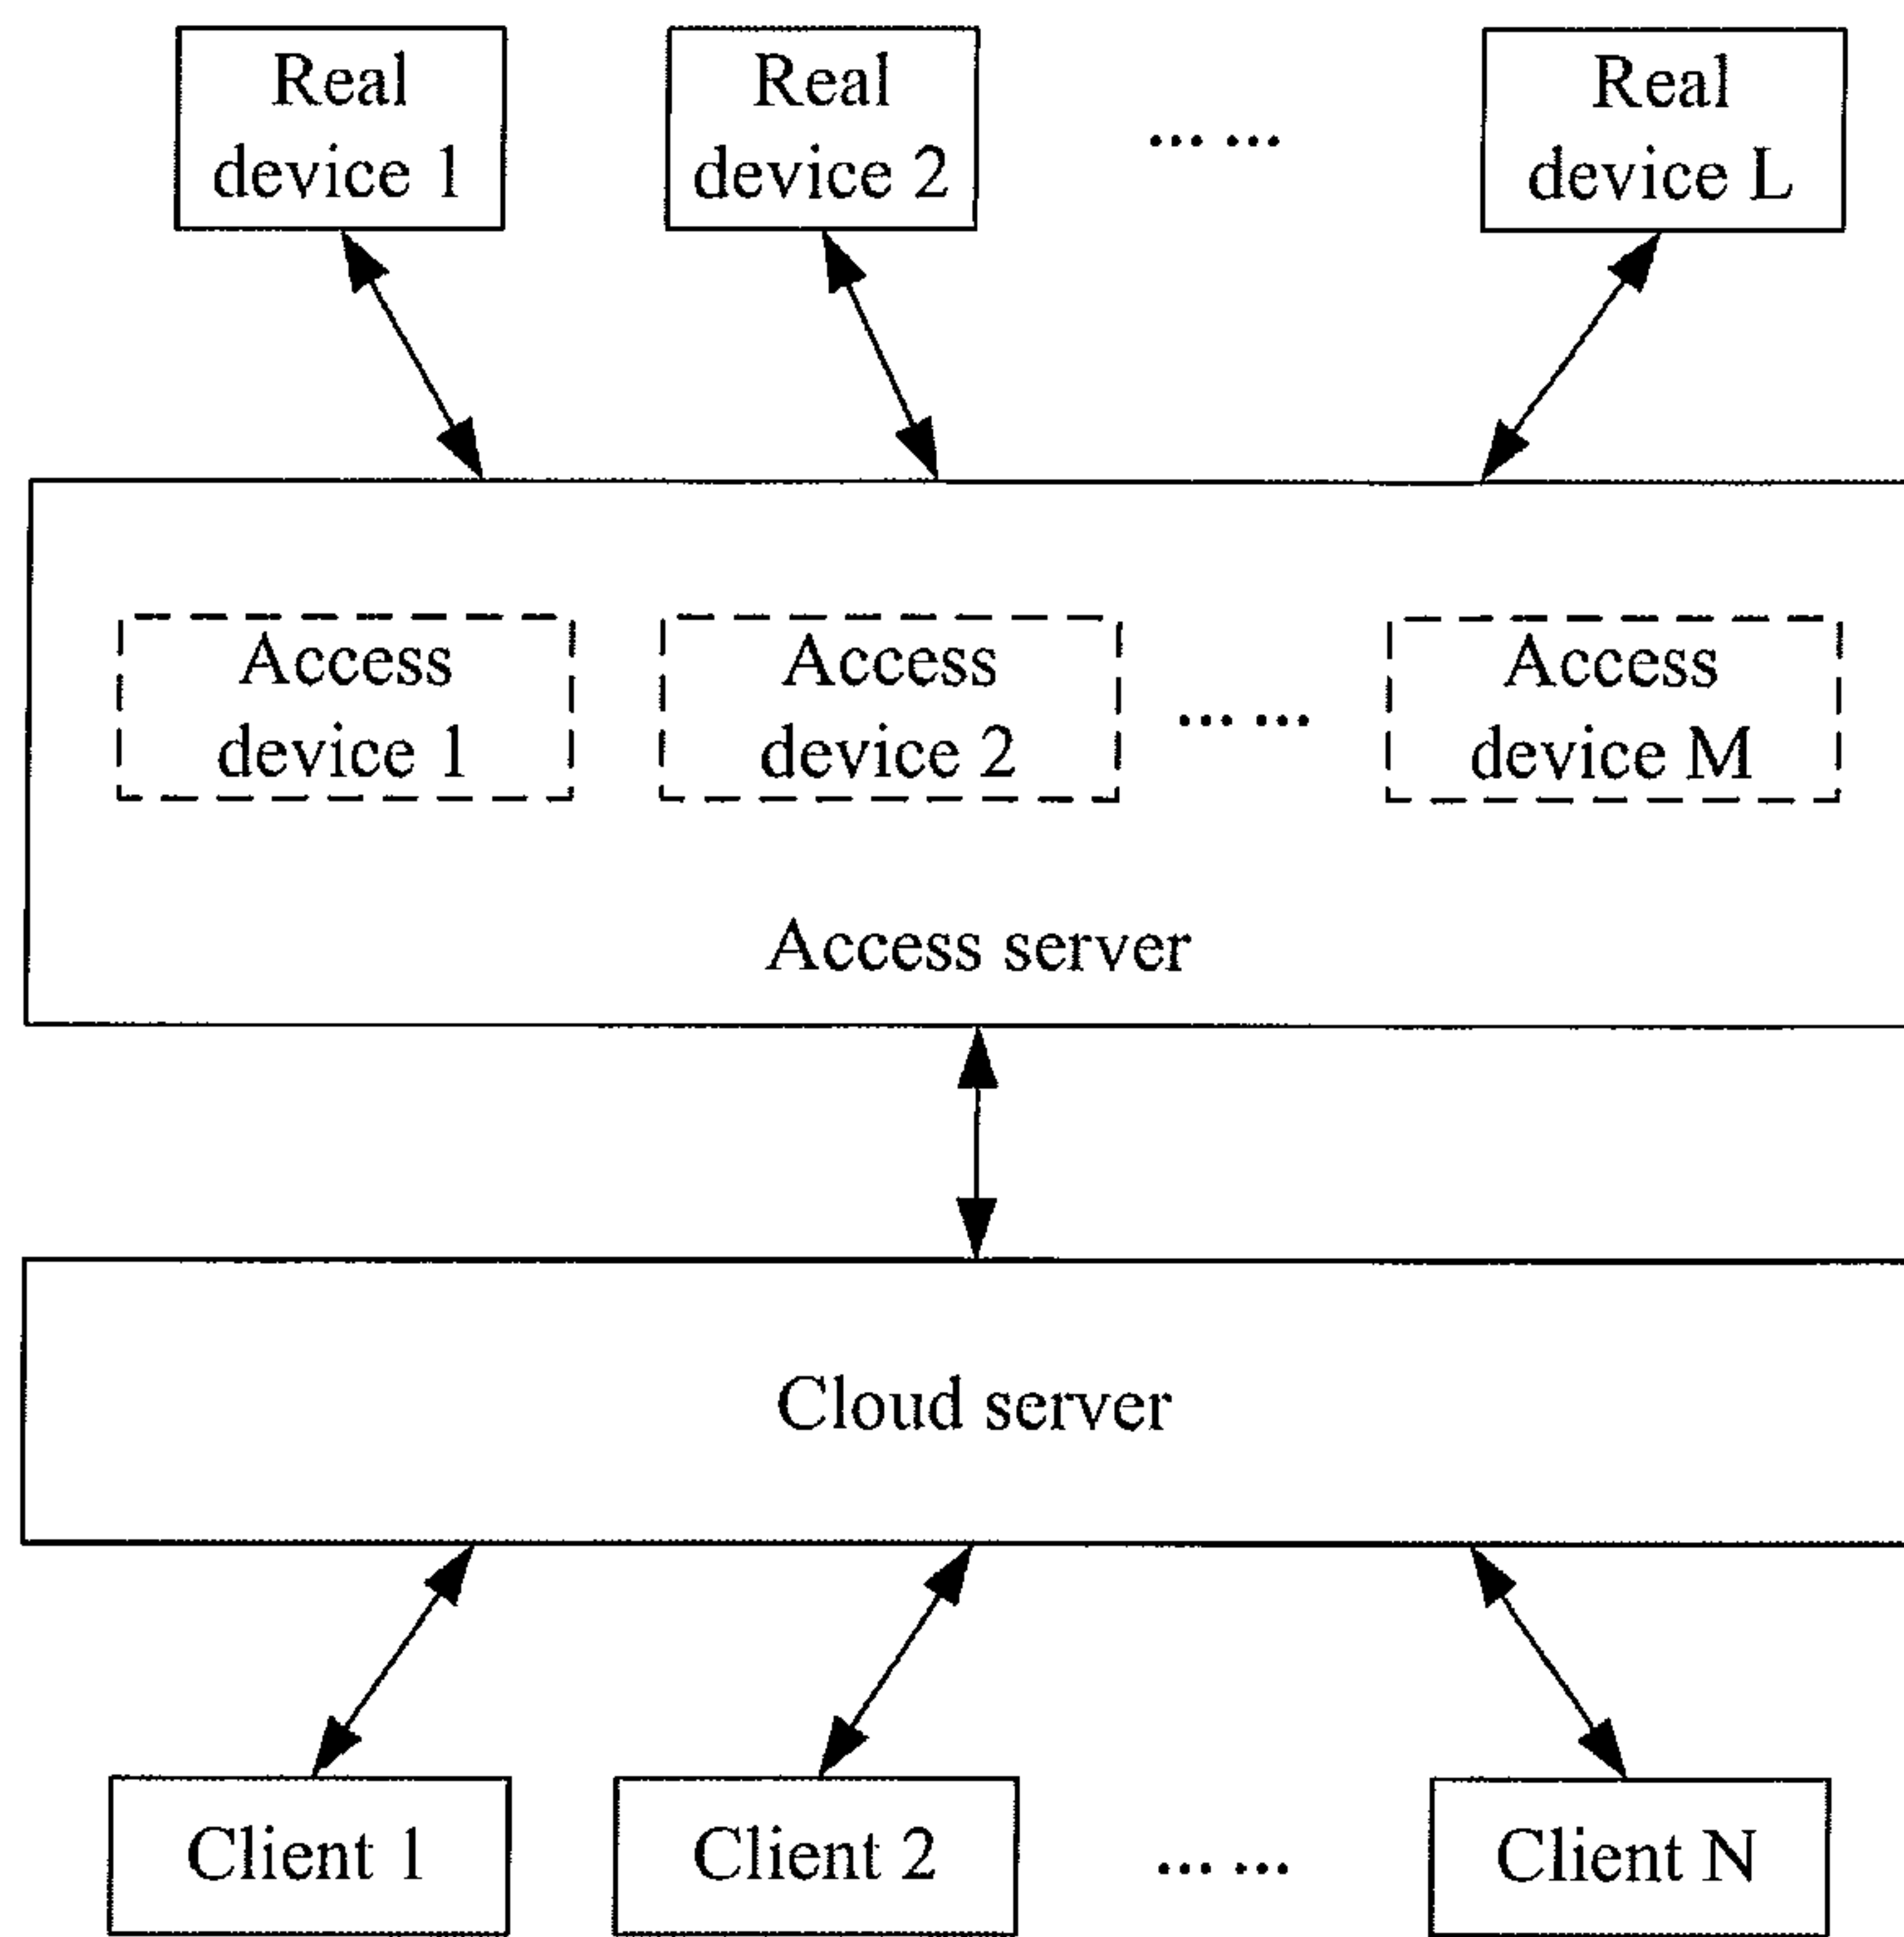 Real
device 1
Real
device 2
... ...
Real
device L
Access
device 1
Access
device 2
... ...
Access
device M
Access server
Cloud server
Client 1
Client 2
... ...
Client N